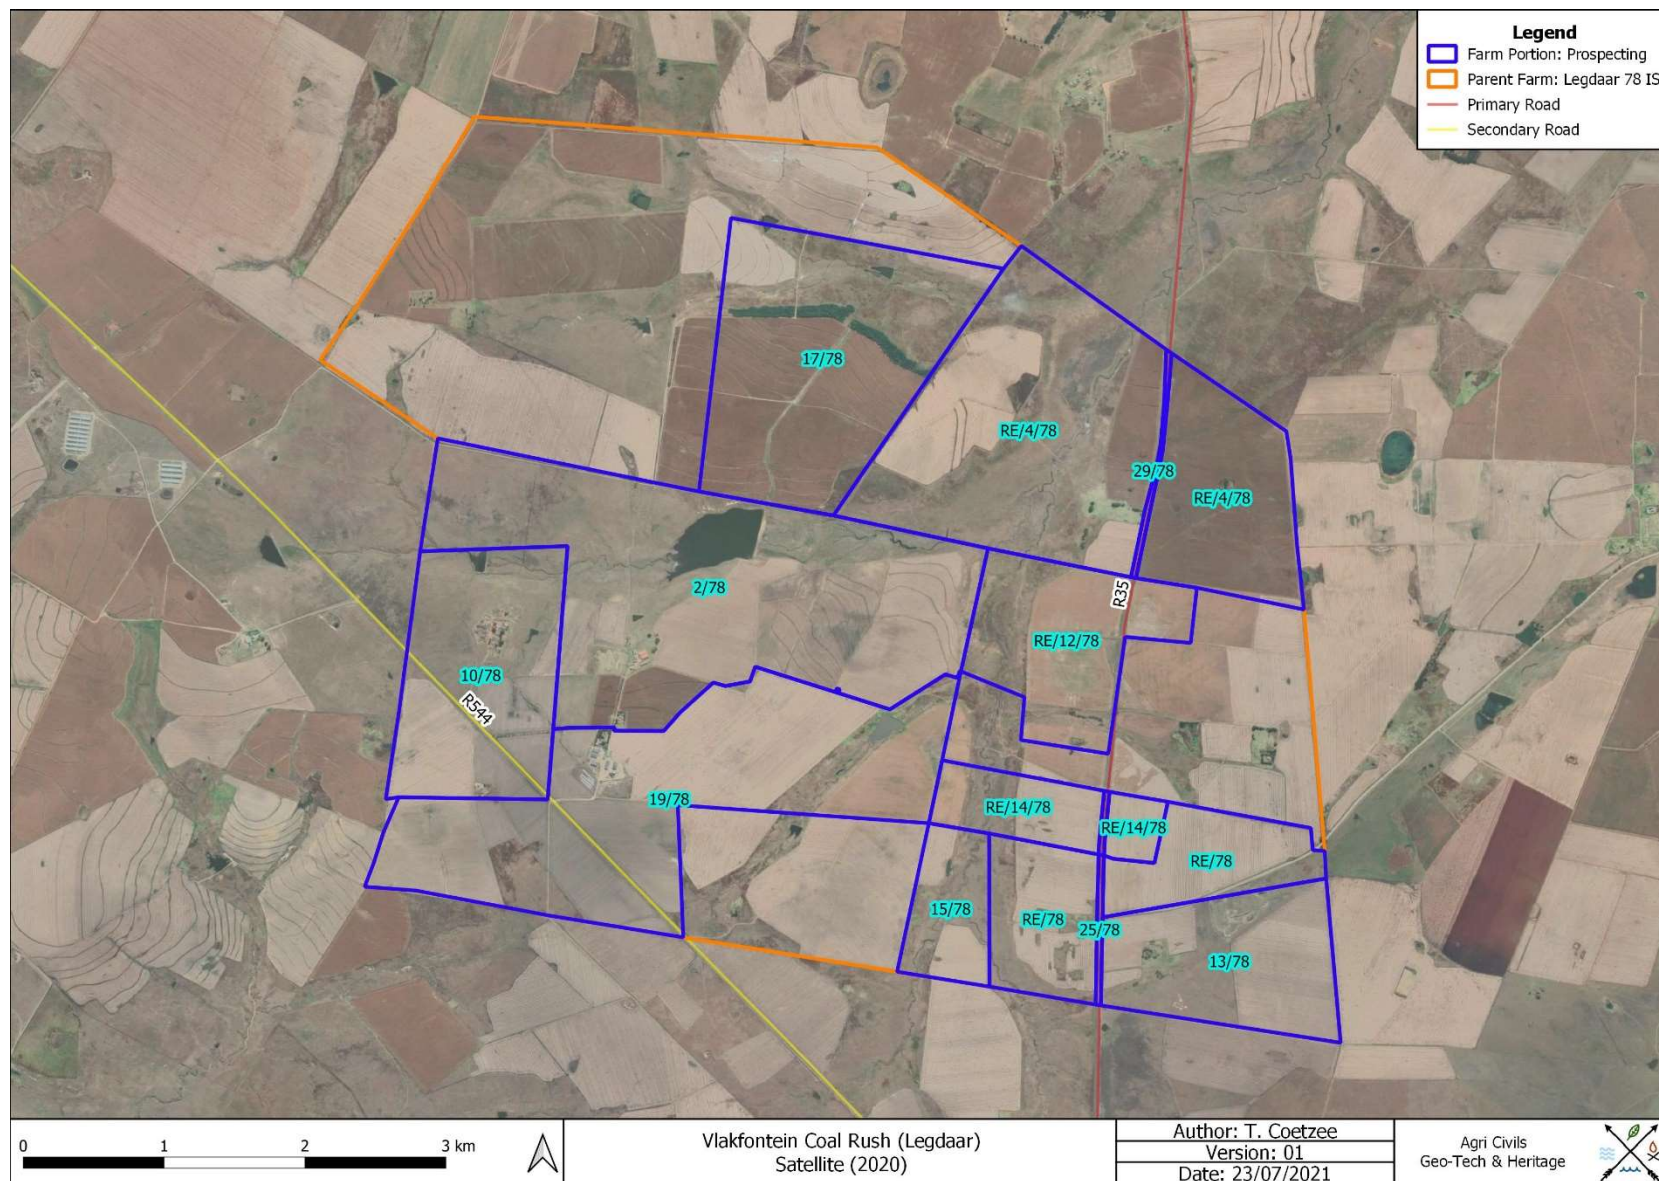 Legend
Farm Portion: Prospecting
Parent Farm: Legdaar 78 IS
Primary Road
Secondary Road
17/78
RE/4/78
29/78
RE/4/78
2/78
R35
RE/12/78
10/78
R544
19/78
RE/14/78
RE/14/78
RE/78
15/78
RE/78
25/78
13/78
0 1 2 3 km
Vlakfontein Coal Rush (Legdaar)
Satellite (2020)
Author: T. Coetzee
Version: 01
Date: 23/07/2021
Agri Civils
Geo-Tech & Heritage